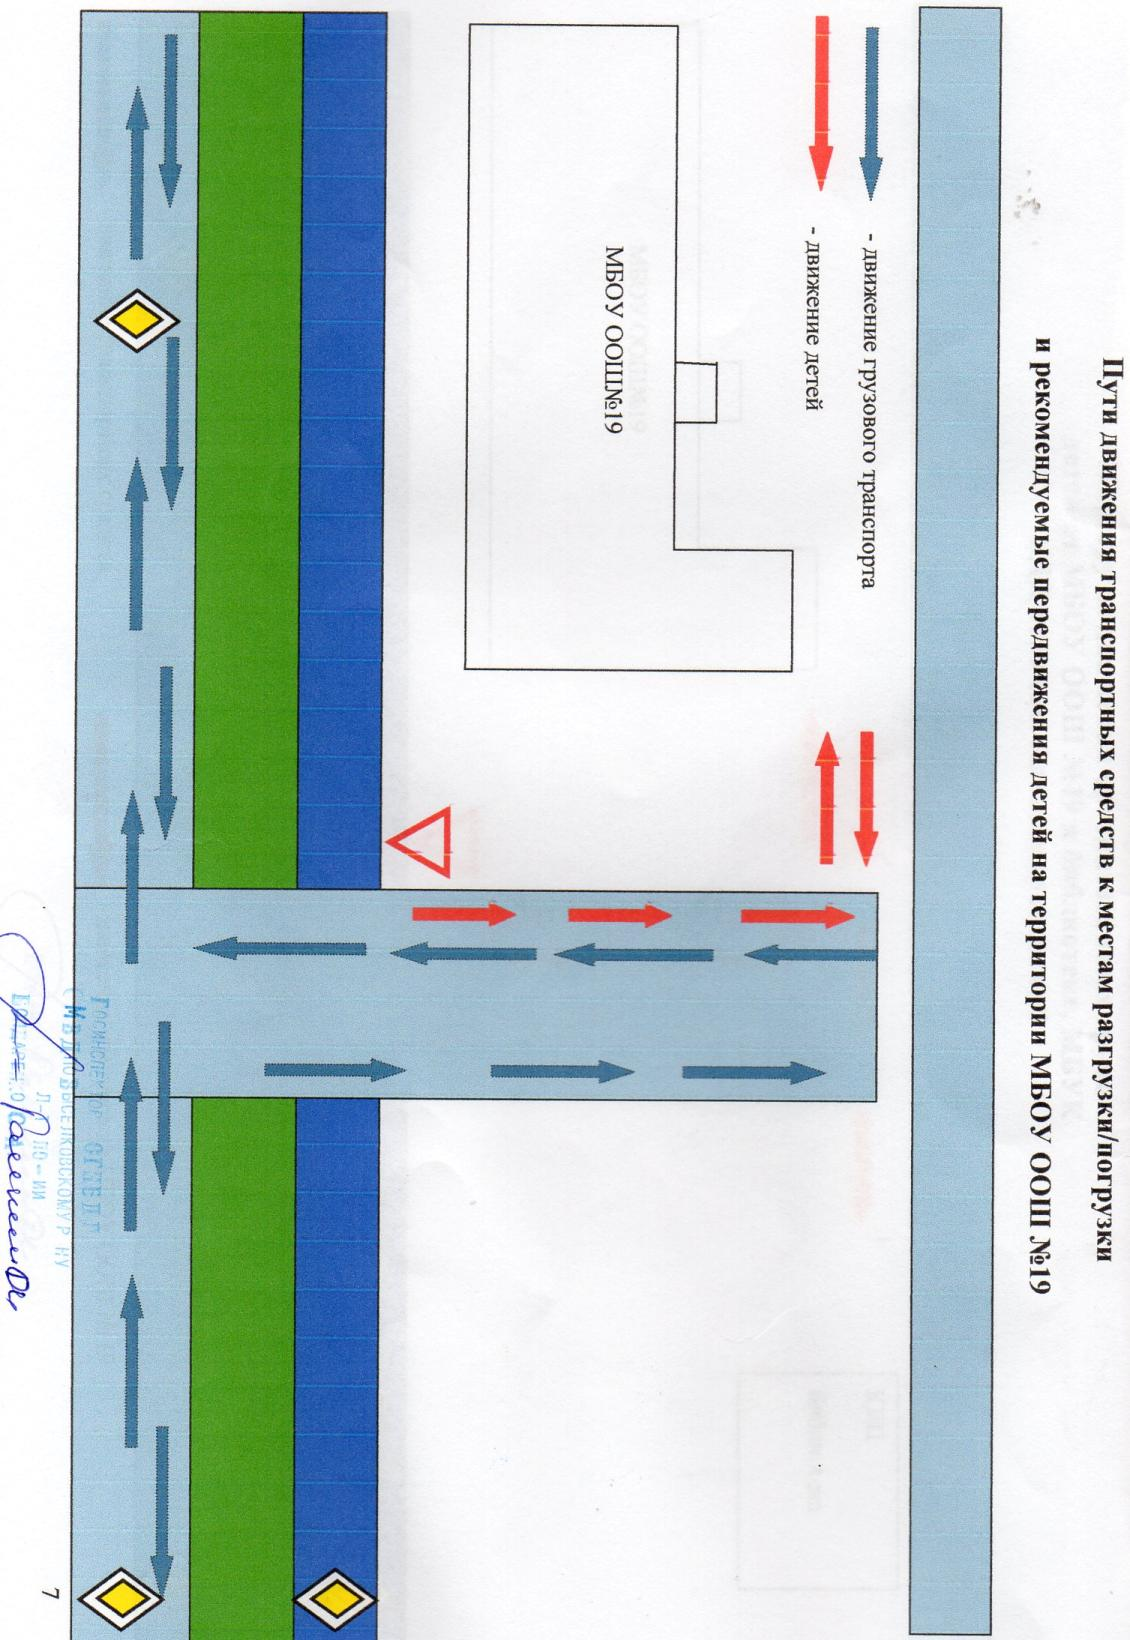 Пути движения транспортных средств к местам разгрузки/погрузки
и рекомендуемые передвижения детей на территории МБОУ ООШ №19
- движение грузового транспорта
- движение детей
МБОУ ООШ№19
7